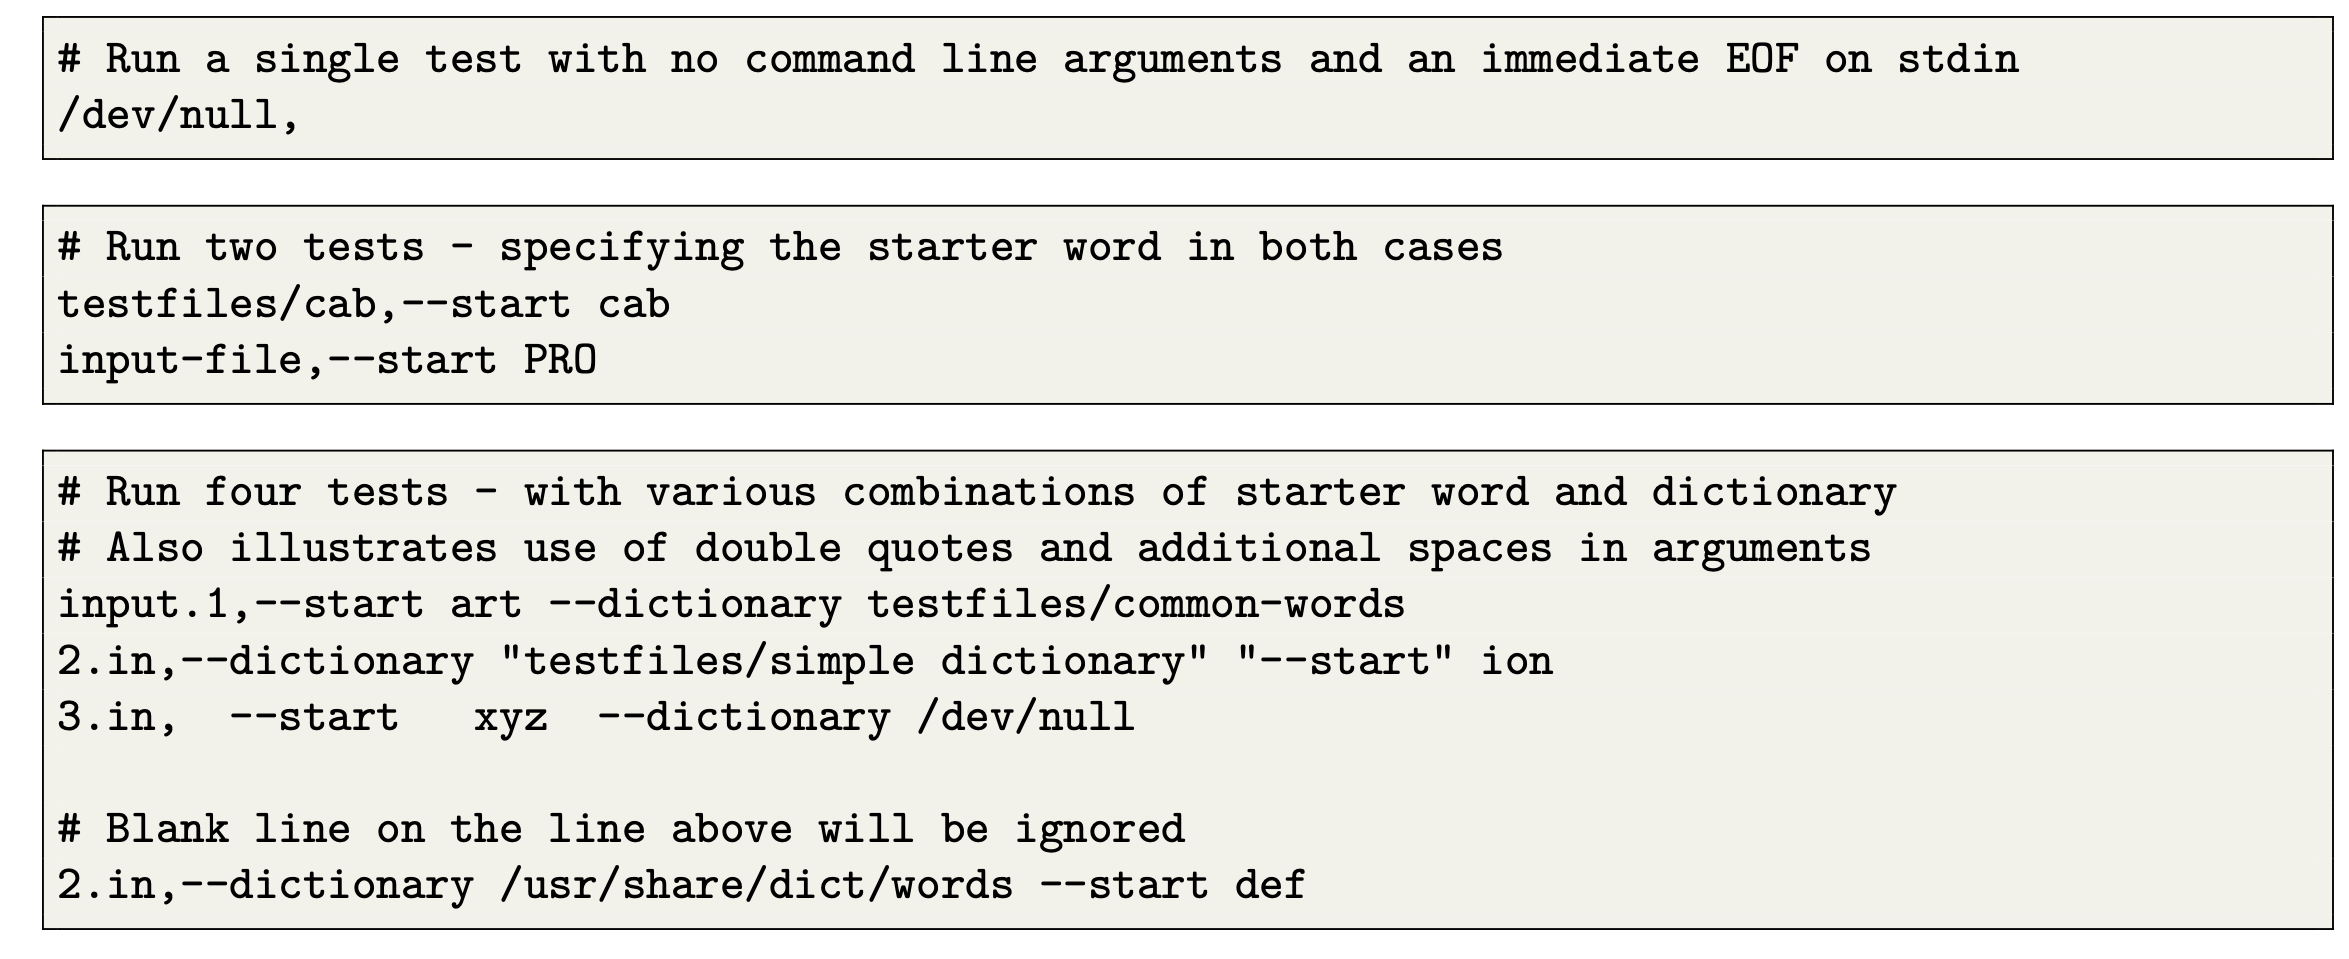 # Run a single test with no command line arguments and an immediate EOF on stdin
/dev/null,
# Run two tests - specifying the starter word in both cases
testfiles/cab,--start cab
input-file,--start PRO
# Run four tests - with various combinations of starter word and dictionary
# Also illustrates use of double quotes and additional spaces in arguments
input.1,--start art --dictionary testfiles/common-words
2.in,--dictionary "testfiles/simple dictionary" "--start" ion
3.in,  --start   xyz  --dictionary /dev/null
# Blank line on the line above will be ignored
2.in,--dictionary /usr/share/dict/words --start def